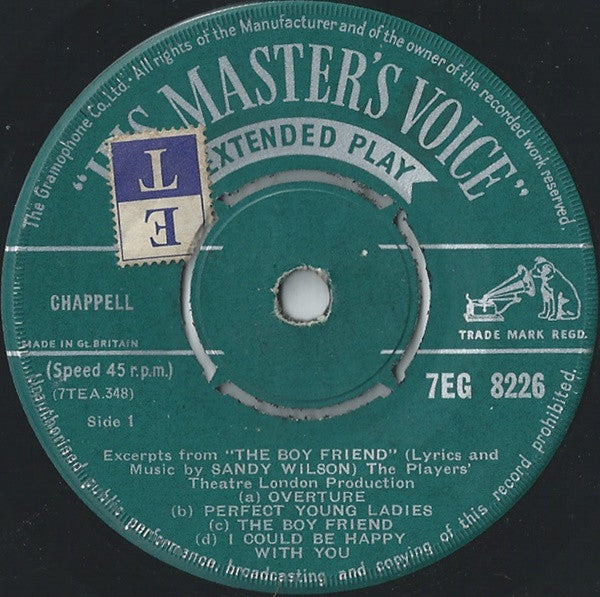 The Gramophone Co. Ltd. All rights of the Manufacturer and of the owner of the recorded work reserved.
MASTER'S VOICE"
EXTENDED PLAY
T
E
CHAPPELL
MADE IN GT. BRITAIN
TRADE MARK REGD.
(Speed 45 r.p.m.)
(7TEA.348)
Side 1
7EG 8226
Excerpts from "THE BOY FRIEND" (Lyrics and
Music by SANDY WILSON) The Players'
Theatre London Production
(a) OVERTURE
(b) PERFECT YOUNG LADIES
(c) THE BOY FRIEND
(d) I COULD BE HAPPY
WITH YOU
Unauthorised public performance, broadcasting and copying of this record prohibited.